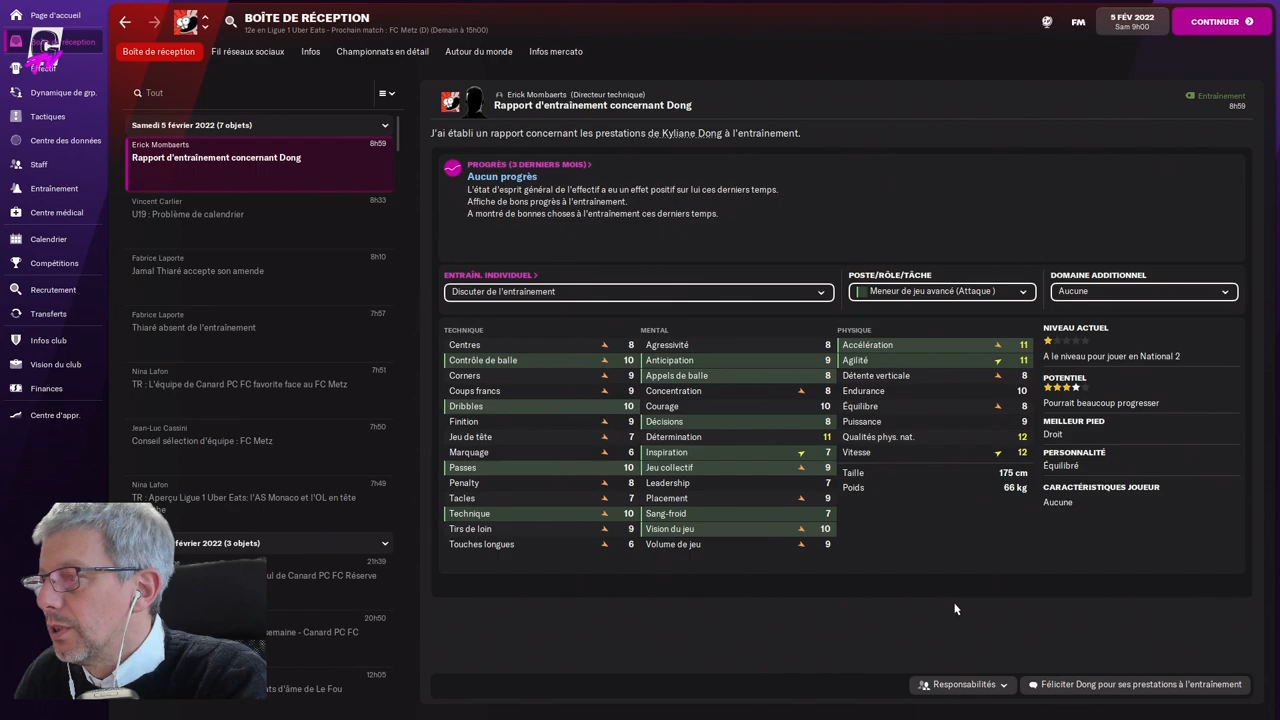 Page d'accueil
Effectif
Dynamique de grp.
Tactiques
Centre des données
Staff
Entraînement
Centre médical
Calendrier
Compétitions
Recrutement
Transferts
Infos club
Vision du club
Finances
Centre d'appr.
BOÎTE DE RÉCEPTION
12e en Ligue 1 Uber Eats - Prochain match : FC Metz (D) (Demain à 15h00)
FM
5 FÉV 2022
Sam 9h00
CONTINUER
Boîte de réception
Fil réseaux sociaux
Infos
Championnats en détail
Autour du monde
Infos mercato
Tout
Samedi 5 février 2022 (7 objets)
Erick Mombaerts 8h59
Rapport d'entraînement concernant Dong
Vincent Carlier 8h33
U19 : Problème de calendrier
Fabrice Laporte 8h10
Jamal Thiaré accepte son amende
Fabrice Laporte 7h57
Thiaré absent de l'entraînement
Nina Lafon 7h51
TR : L'équipe de Canard PC FC favorite face au FC Metz
Jean-Luc Cassini 7h50
Conseil sélection d'équipe : FC Metz
Nina Lafon 7h49
TR : Aperçu Ligue 1 Uber Eats; l'AS Monaco et l'OL en tête
février 2022 (3 objets)
21h39
de Canard PC FC Réserve
20h50
semaine - Canard PC FC
12h05
d'âme de Le Fou
Erick Mombaerts (Directeur technique)
Rapport d'entraînement concernant Dong
Entraînement
8h59
J'ai établi un rapport concernant les prestations de Kyliane Dong à l'entraînement.
PROGRÈS (3 DERNIERS MOIS)
Aucun progrès
L'état d'esprit général de l'effectif a eu un effet positif sur lui ces derniers temps.
Affiche de bons progrès à l'entraînement.
A montré de bonnes choses à l'entraînement ces derniers temps.
ENTRAÎN. INDIVIDUEL
Discuter de l'entraînement
POSTE/RÔLE/TÂCHE
Meneur de jeu avancé (Attaque )
DOMAINE ADDITIONNEL
Aucune
TECHNIQUE
Centres 8
Contrôle de balle 10
Corners 9
Coups francs 9
Dribbles 10
Finition 9
Jeu de tête 7
Marquage 6
Passes 10
Penalty 8
Tacles 7
Technique 10
Tirs de loin 9
Touches longues 6
MENTAL
Agressivité 8
Anticipation 9
Appels de balle 8
Concentration 8
Courage 10
Décisions 8
Détermination 11
Inspiration 7
Jeu collectif 9
Leadership 7
Placement 9
Sang-froid 7
Vision du jeu 10
Volume de jeu 9
PHYSIQUE
Accélération 11
Agilité 11
Détente verticale 8
Endurance 10
Équilibre 8
Puissance 9
Qualités phys. nat. 12
Vitesse 12
Taille 175 cm
Poids 66 kg
NIVEAU ACTUEL
A le niveau pour jouer en National 2
POTENTIEL
Pourrait beaucoup progresser
MEILLEUR PIED
Droit
PERSONNALITÉ
Équilibré
CARACTÉRISTIQUES JOUEUR
Aucune
Responsabilités
Féliciter Dong pour ses prestations à l'entraînement